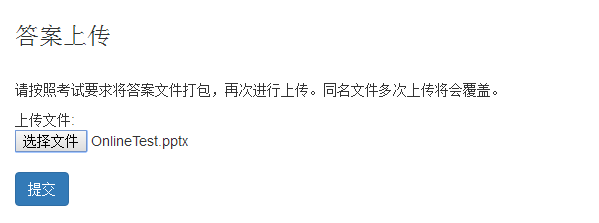 答案上传
请按照考试要求将答案文件打包，再次进行上传。同名文件多次上传将会覆盖。
上传文件:
选择文件 OnlineTest.pptx
提交